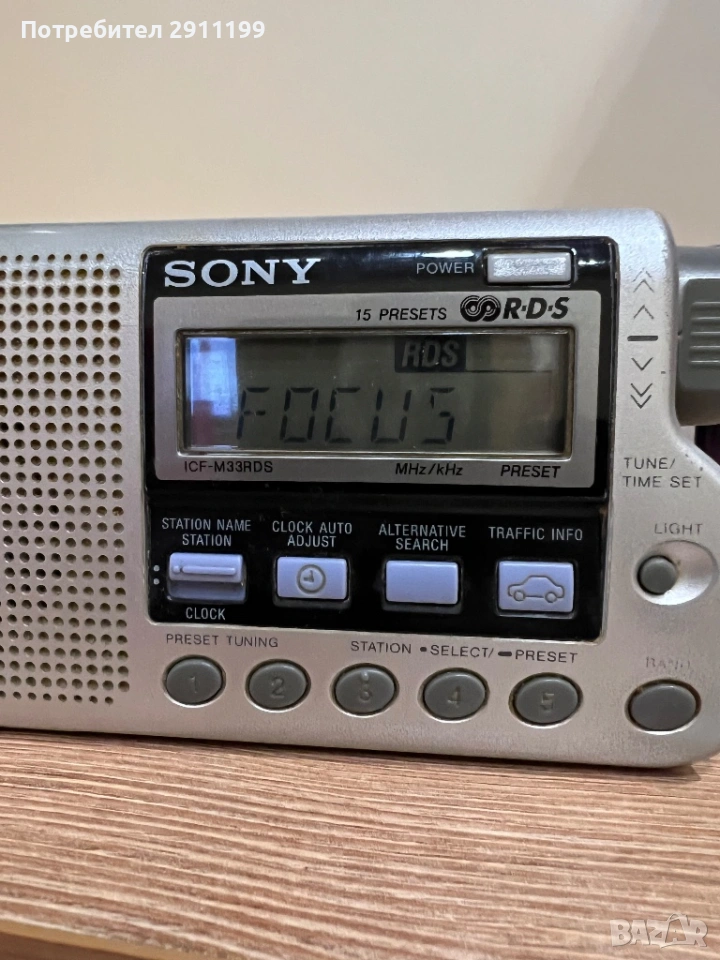 Потребител 2911199
SONY
POWER
15 PRESETS R·D·S
RDS
FOCUS
ICF-M33RDS MHz/kHz PRESET
TUNE/
TIME SET
STATION NAME
STATION
CLOCK AUTO
ADJUST
ALTERNATIVE
SEARCH
TRAFFIC INFO
LIGHT
CLOCK
PRESET TUNING
STATION •SELECT/ ━PRESET
BAND
1 2 3 4 5
BAZAR